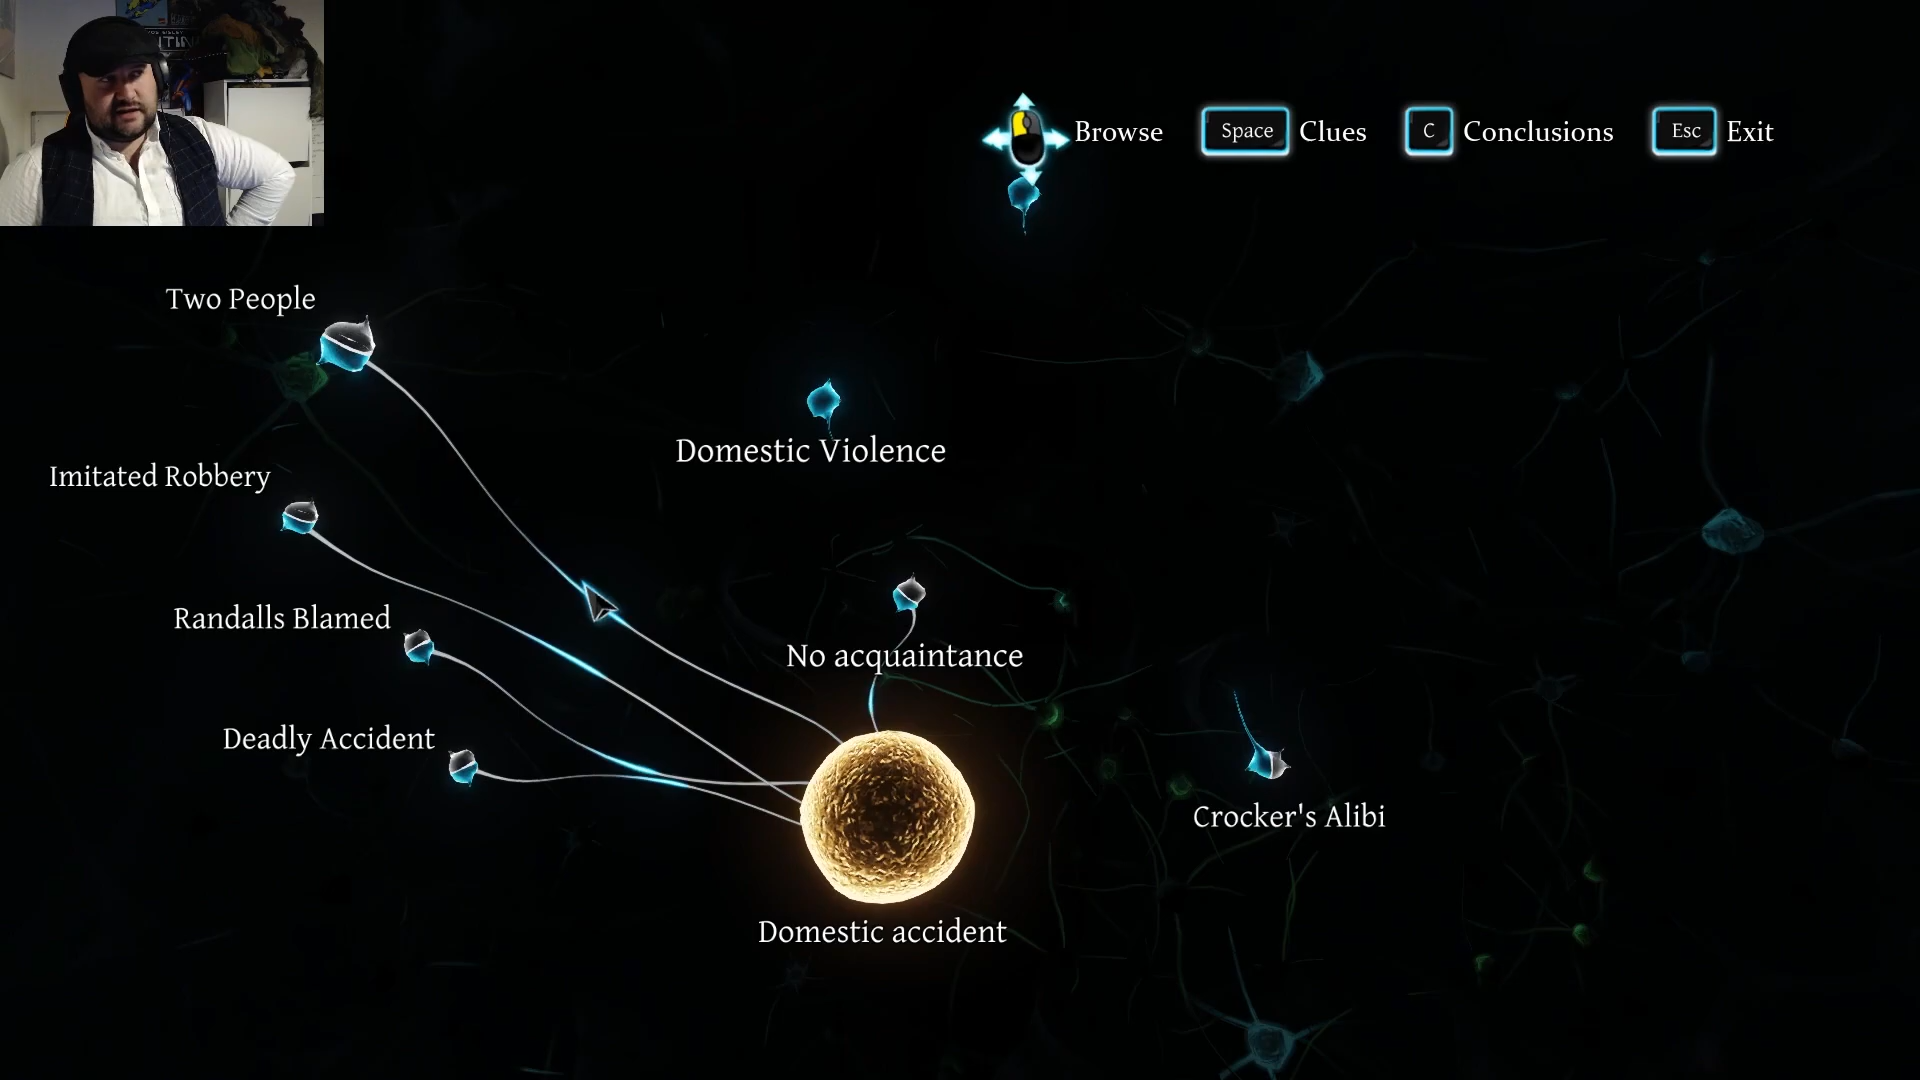 Browse
Space
Clues
C
Conclusions
Esc
Exit
Two People
Domestic Violence
Imitated Robbery
Randalls Blamed
No acquaintance
Deadly Accident
Crocker's Alibi
Domestic accident